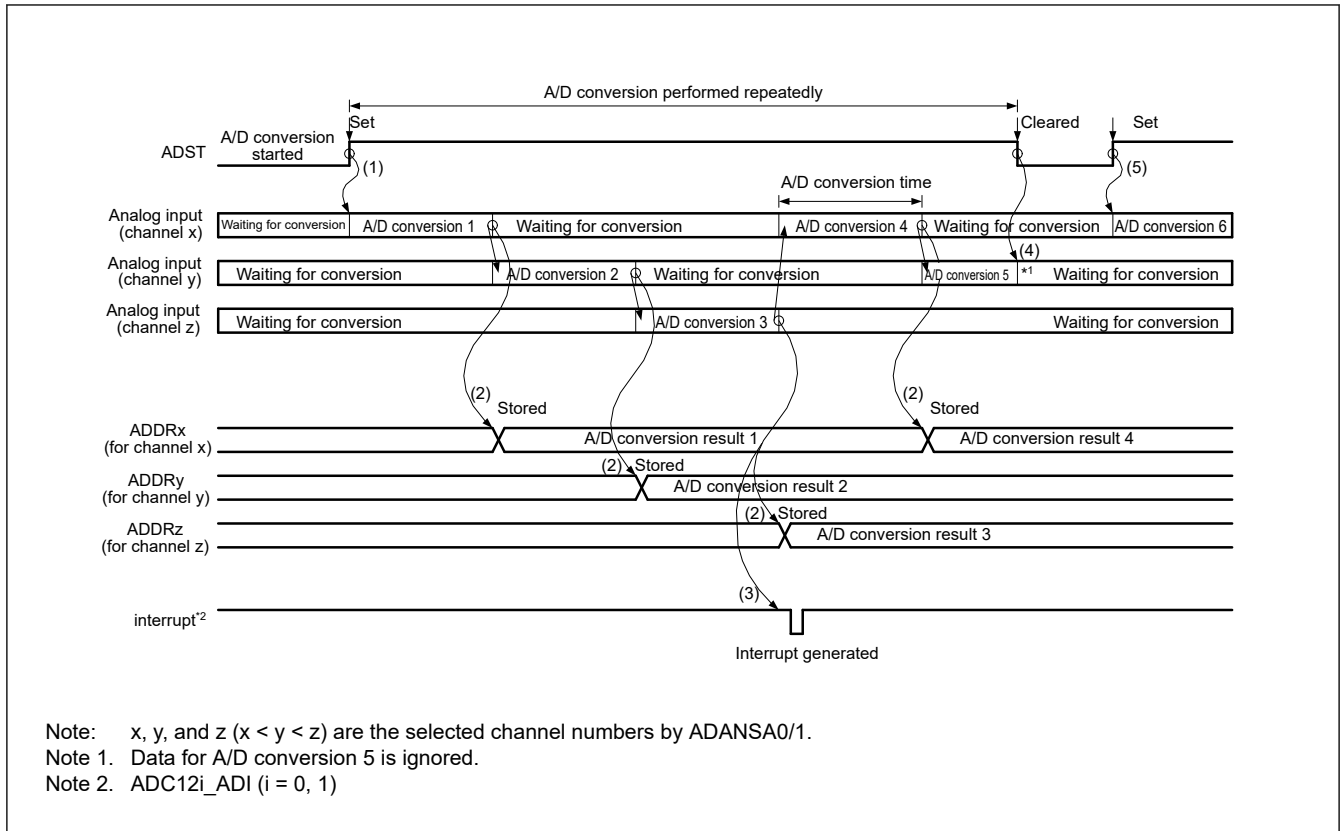 A/D conversion performed repeatedly
Set
Cleared
Set
A/D conversion
started
ADST
(1)
(5)
A/D conversion time
Analog input
(channel x)
Waiting for conversion
A/D conversion 1
Waiting for conversion
A/D conversion 4
Waiting for conversion
A/D conversion 6
(4)
Analog input
(channel y)
Waiting for conversion
A/D conversion 2
Waiting for conversion
A/D conversion 5
*1
Waiting for conversion
Analog input
(channel z)
Waiting for conversion
A/D conversion 3
Waiting for conversion
(2)
Stored
(2)
Stored
ADDRx
(for channel x)
A/D conversion result 1
A/D conversion result 4
(2)
Stored
ADDRy
(for channel y)
A/D conversion result 2
(2)
Stored
ADDRz
(for channel z)
A/D conversion result 3
(3)
interrupt*2
Interrupt generated
Note: x, y, and z (x < y < z) are the selected channel numbers by ADANSA0/1.
Note 1. Data for A/D conversion 5 is ignored.
Note 2. ADC12i_ADI (i = 0, 1)